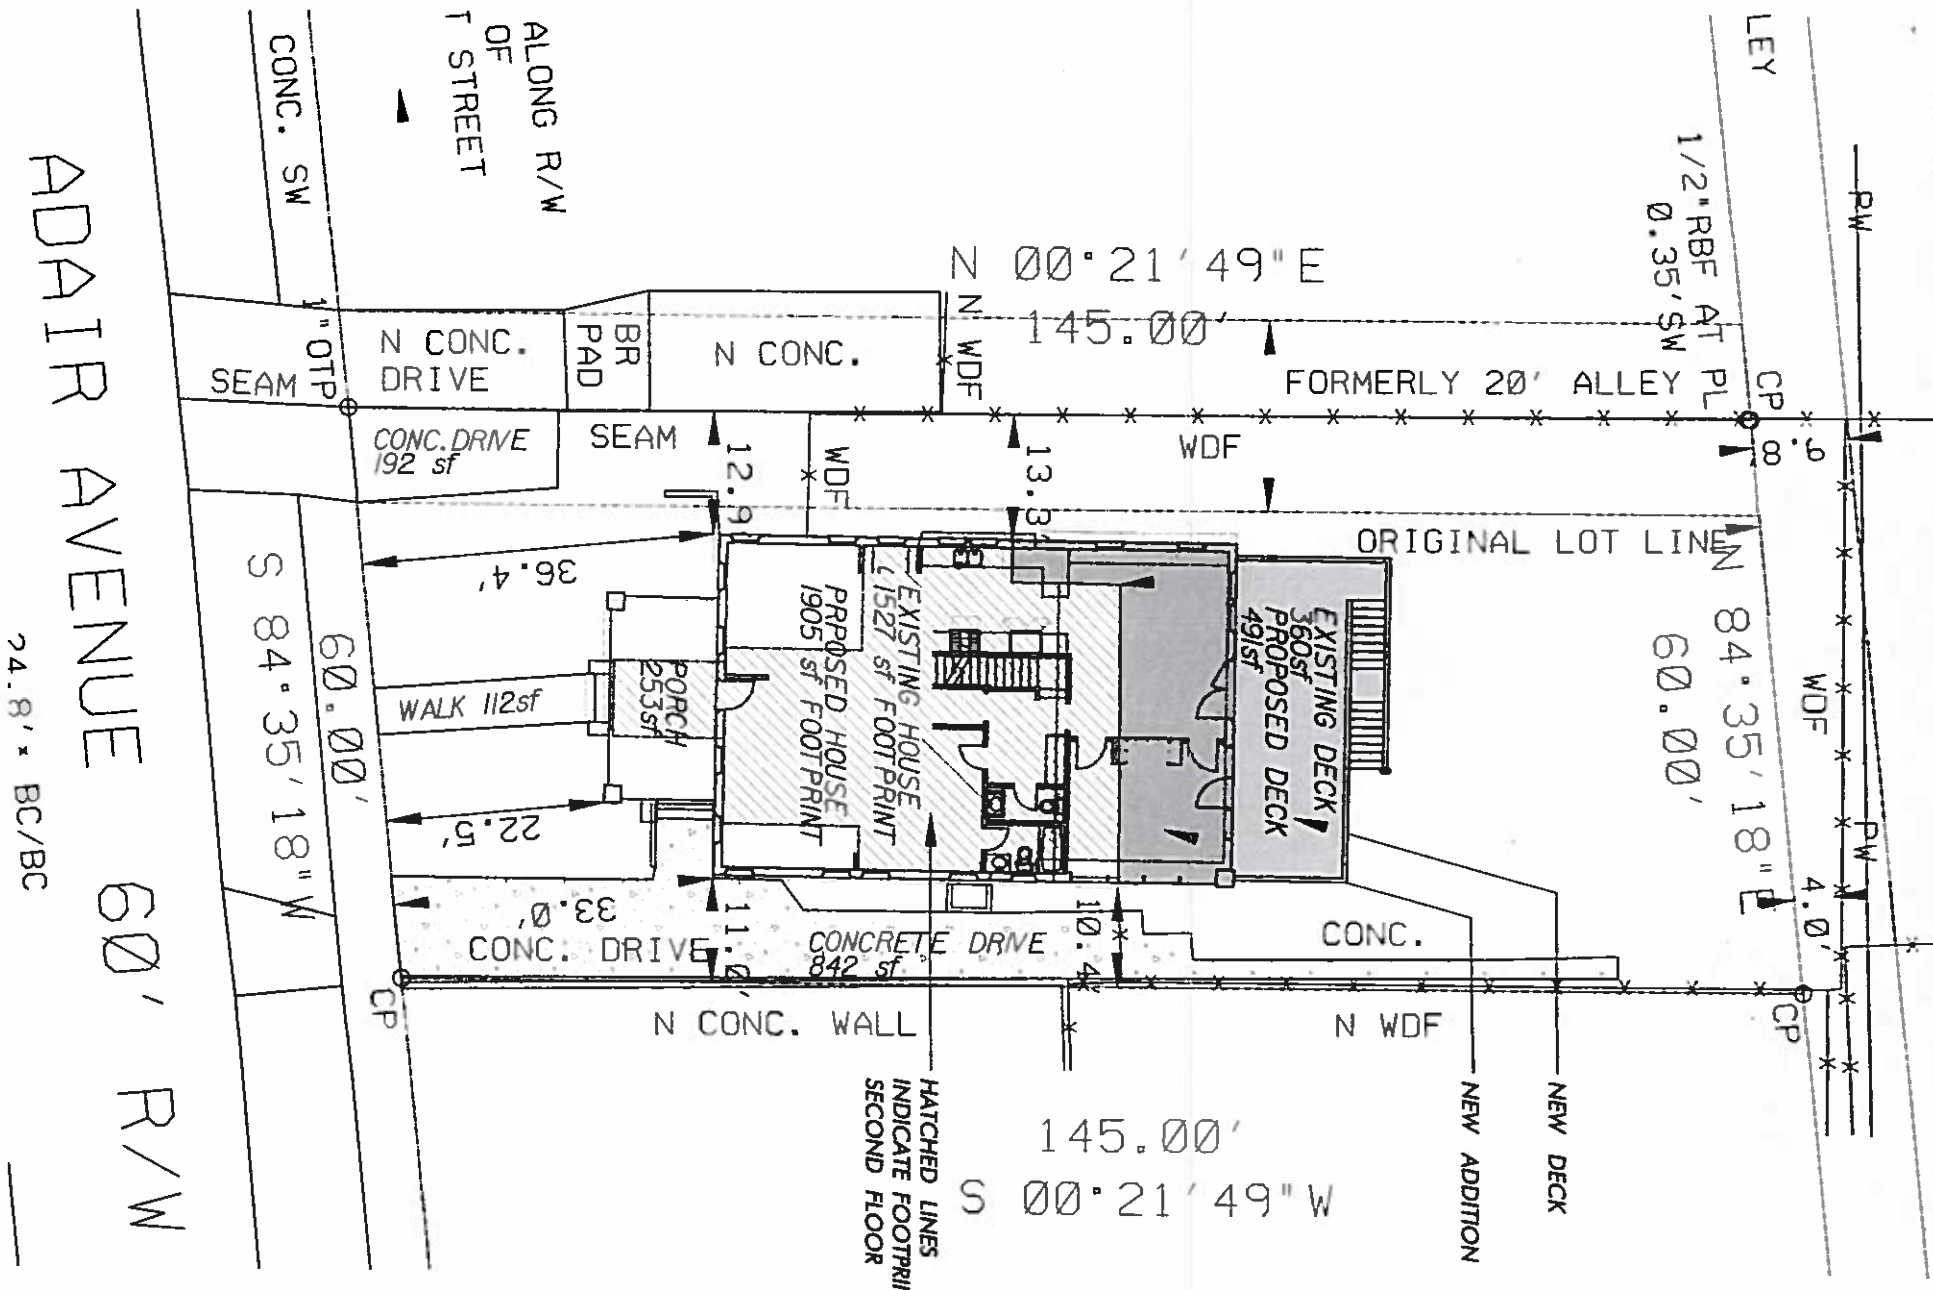 ALONG R/W
OF
T STREET
CONC. SW
ADAIR AVENUE 60' R/W
24.8' BC/BC
LEY
1/2"RBF AT PL
0.35'SW
RW
N 00°21'49"E
145.00'
N WDF
N CONC.
DRIVE
BR
PAD
N CONC.
FORMERLY 20' ALLEY
CP
1"OTP
SEAM
CONC.DRIVE
192 sf
SEAM
12.9'
WDF
13.3'
WDF
9.8'
ORIGINAL LOT LINE
36.4'
N 84°35'18"E
60.00'
WDF
S 84°35'18"W
60.00'
WALK 112sf
PORCH
253sf
EXISTING HOUSE
1527 sf FOOTPRINT
PRPOSED HOUSE
1905 sf FOOTPRINT
EXISTING DECK
360sf
PROPOSED DECK
491sf
22.5'
33.0'
CONC. DRIVE
11.0'
CONCRETE DRIVE
842 sf
10.4'
CONC.
4.0'
RW
CP
N CONC. WALL
N WDF
CP
HATCHED LINES
INDICATE FOOTPRI
SECOND FLOOR
145.00'
S 00°21'49"W
NEW ADDITION
NEW DECK